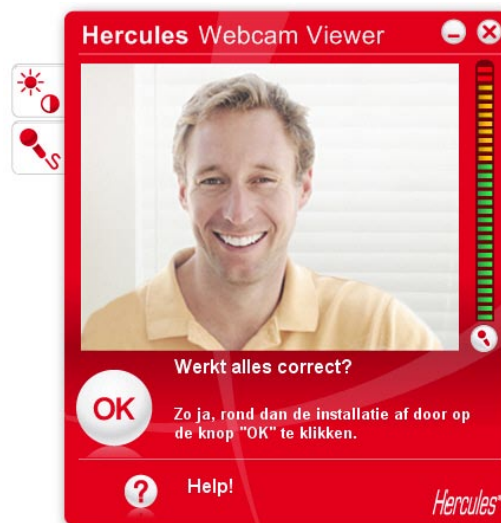 Hercules Webcam Viewer
Werkt alles correct?
OK
Zo ja, rond dan de installatie af door op
de knop "OK" te klikken.
? Help!
Hercules